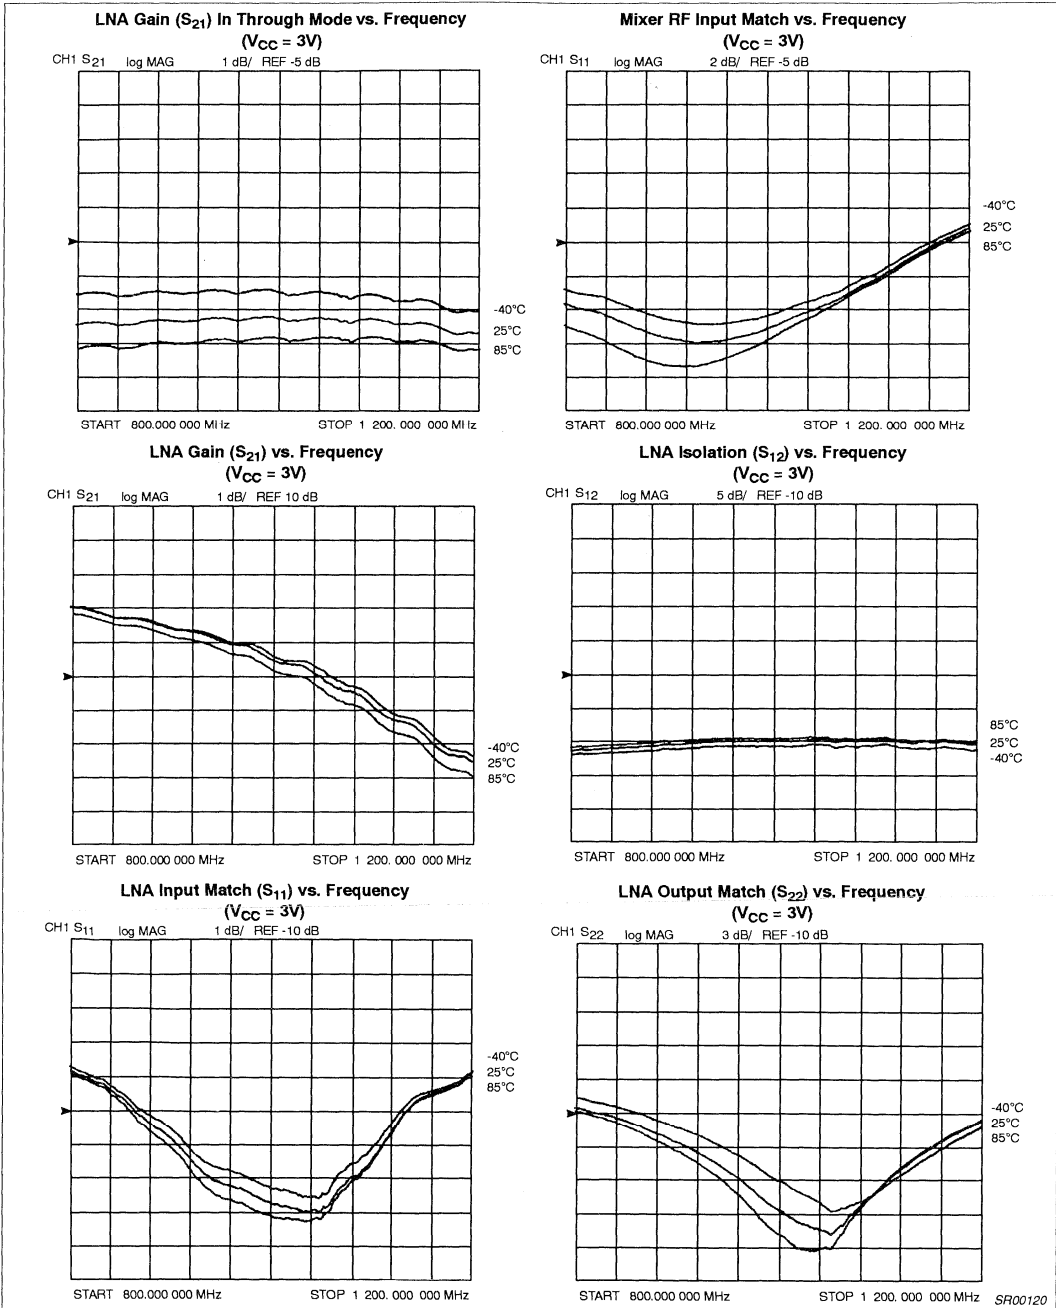 LNA Gain (S21) In Through Mode vs. Frequency
(VCC = 3V)
CH1 S21 log MAG 1 dB/ REF -5 dB
-40°C
25°C
85°C
START 800.000 000 MHz STOP 1 200. 000 000 MHz
Mixer RF Input Match vs. Frequency
(VCC = 3V)
CH1 S11 log MAG 2 dB/ REF -5 dB
-40°C
25°C
85°C
START 800.000 000 MHz STOP 1 200. 000 000 MHz
LNA Gain (S21) vs. Frequency
(VCC = 3V)
CH1 S21 log MAG 1 dB/ REF 10 dB
-40°C
25°C
85°C
START 800.000 000 MHz STOP 1 200. 000 000 MHz
LNA Isolation (S12) vs. Frequency
(VCC = 3V)
CH1 S12 log MAG 5 dB/ REF -10 dB
85°C
25°C
-40°C
START 800.000 000 MHz STOP 1 200. 000 000 MHz
LNA Input Match (S11) vs. Frequency
(VCC = 3V)
CH1 S11 log MAG 1 dB/ REF -10 dB
-40°C
25°C
85°C
START 800.000 000 MHz STOP 1 200. 000 000 MHz
LNA Output Match (S22) vs. Frequency
(VCC = 3V)
CH1 S22 log MAG 3 dB/ REF -10 dB
-40°C
25°C
85°C
START 800.000 000 MHz STOP 1 200. 000 000 MHz
SR00120